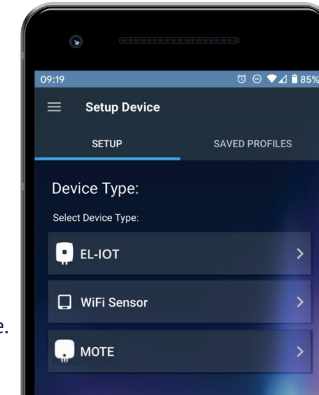 09:19 85%
Setup Device
SETUP SAVED PROFILES
Device Type:
Select Device Type:
EL-IOT
WiFi Sensor
e.
MOTE